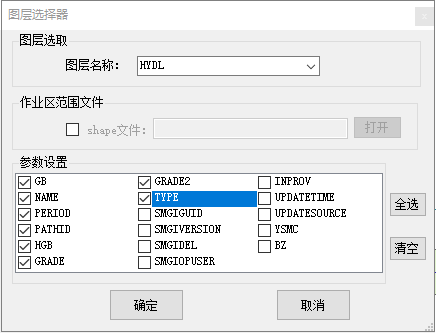 图层选择器
图层选取
图层名称： HYDL
作业区范围文件
shape文件： 打开
参数设置
GB GRADE2 INPROV
NAME TYPE UPDATETIME
PERIOD SMGIGUID UPDATESOURCE
PATHID SMGIVERSION YSMC
HGB SMGIDEL BZ
GRADE SMGIOPUSER
全选
清空
确定 取消